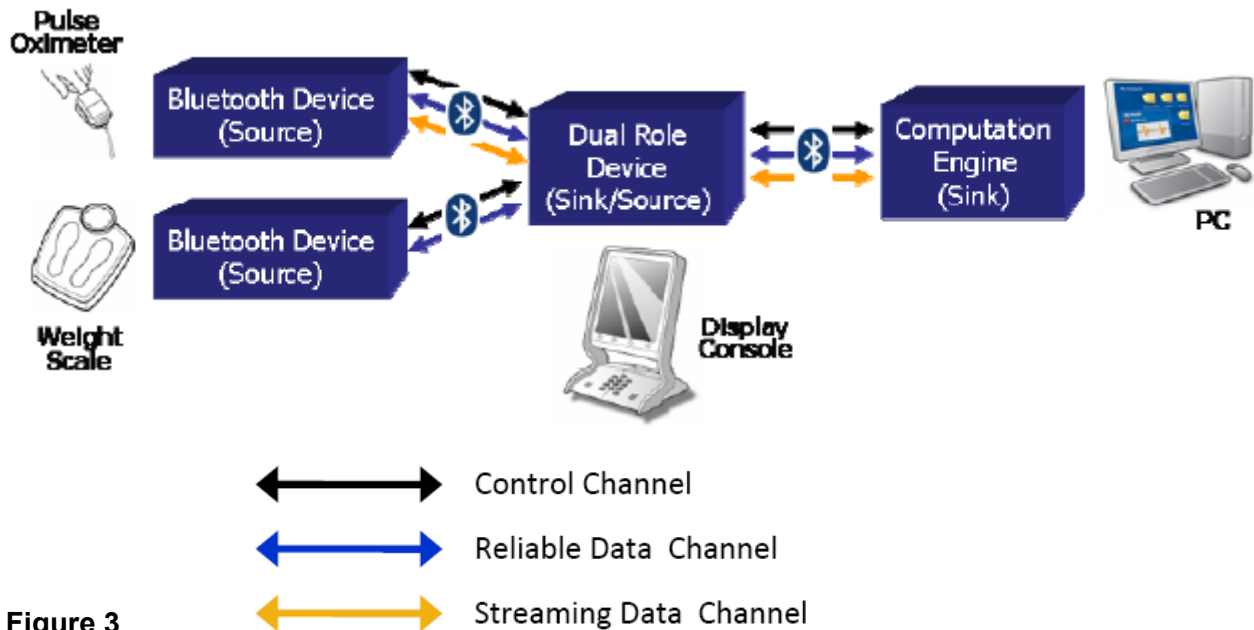 Pulse
Oximeter
Bluetooth Device
(Source)
Dual Role
Device
(Sink/Source)
Computation
Engine
(Sink)
PC
Bluetooth Device
(Source)
Weight
Scale
Display
Console
Control Channel
Reliable Data Channel
Streaming Data Channel
Figure 3